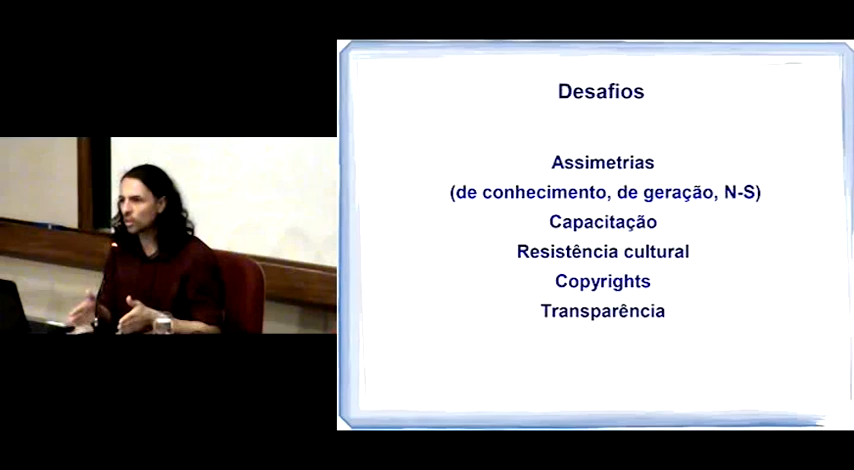 Desafios
Assimetrias
(de conhecimento, de geração, N-S)
Capacitação
Resistência cultural
Copyrights
Transparência